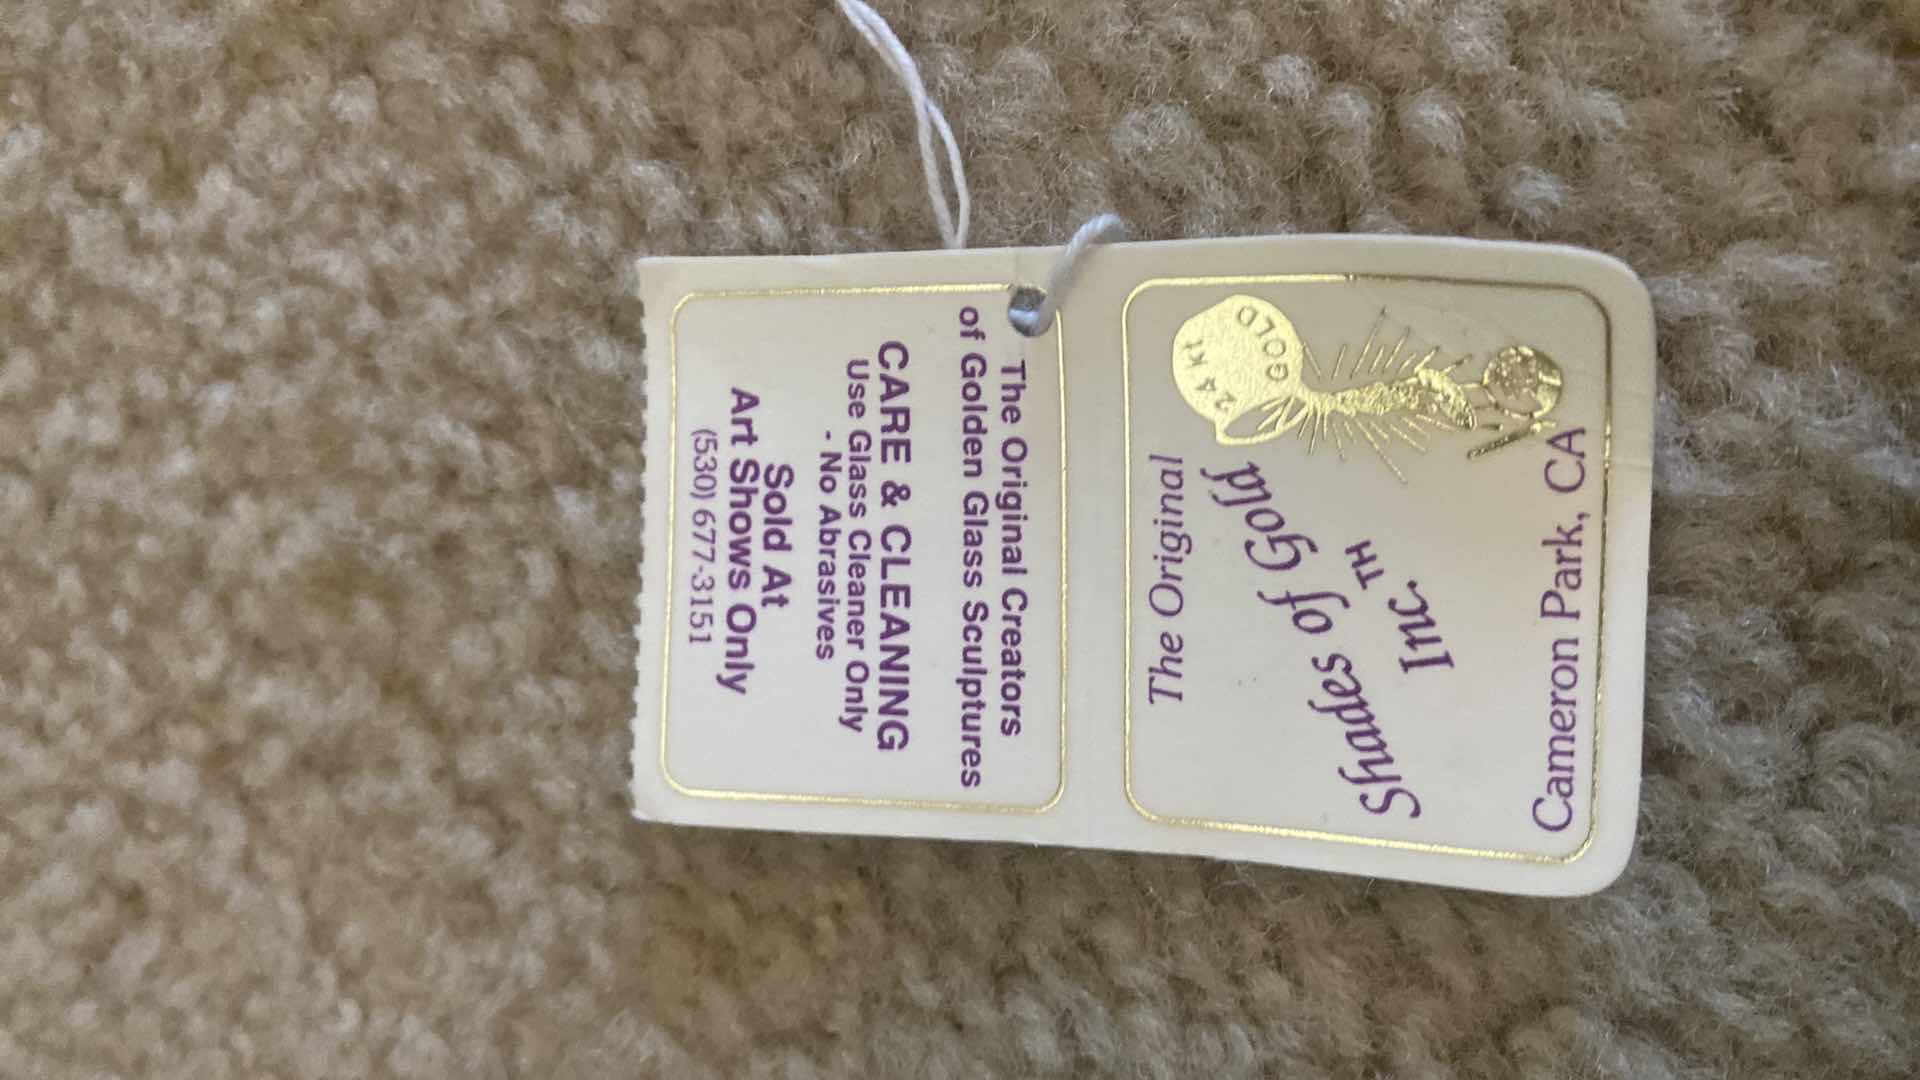 The Original
Shades of Gold
Inc. TH
Cameron Park, CA
24 Kt
GOLD
The Original Creators
of Golden Glass Sculptures
CARE & CLEANING
Use Glass Cleaner Only
- No Abrasives
Sold At
Art Shows Only
(530) 677-3151